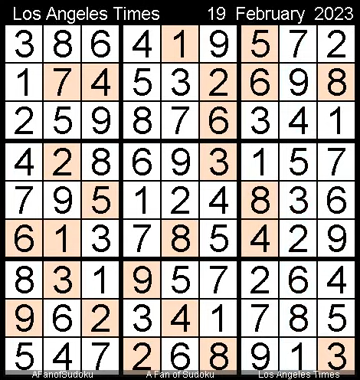 Los Angeles Times 19 February 2023
3 8 6 4 1 9 5 7 2
1 7 4 5 3 2 6 9 8
2 5 9 8 7 6 3 4 1
4 2 8 6 9 3 1 5 7
7 9 5 1 2 4 8 3 6
6 1 3 7 8 5 4 2 9
8 3 1 9 5 7 2 6 4
9 6 2 3 4 1 7 8 5
5 4 7 2 6 8 9 1 3
AFanofSudoku A Fan of Sudoku Los Angeles Times